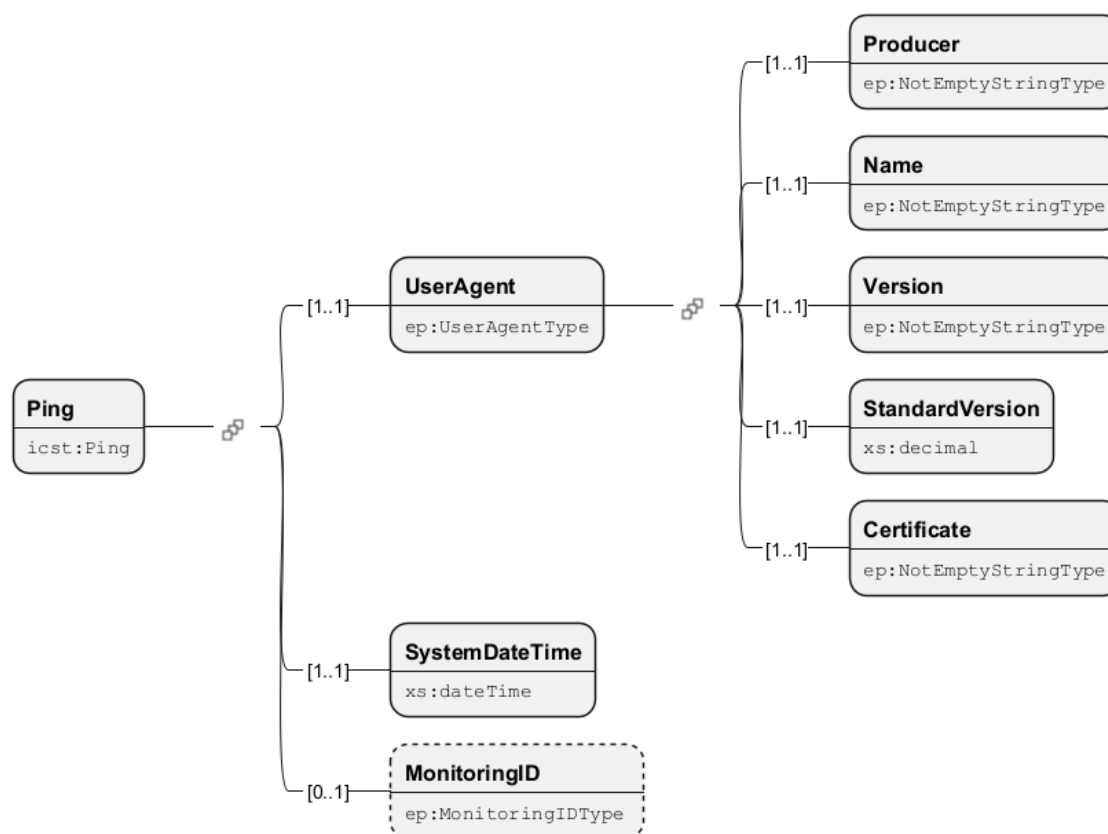 Producer
[1..1]
ep:NotEmptyStringType
Name
[1..1]
ep:NotEmptyStringType
UserAgent
[1..1]
ep:UserAgentType
Version
[1..1]
ep:NotEmptyStringType
Ping
icst:Ping
StandardVersion
[1..1]
xs:decimal
Certificate
[1..1]
ep:NotEmptyStringType
SystemDateTime
[1..1]
xs:dateTime
MonitoringID
[0..1]
ep:MonitoringIDType